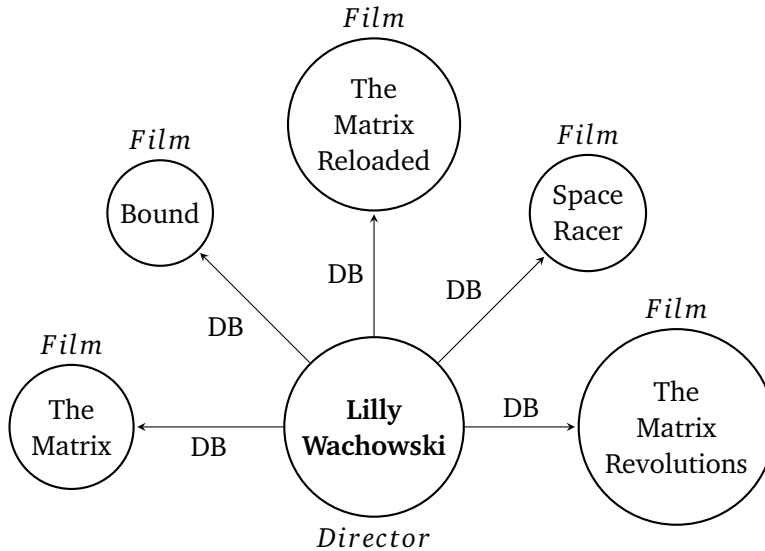 Film
The
Matrix
Reloaded
Film
Bound
Film
Space
Racer
DB
DB
DB
Film
The
Matrix
DB
Lilly
Wachowski
Director
DB
Film
The
Matrix
Revolutions